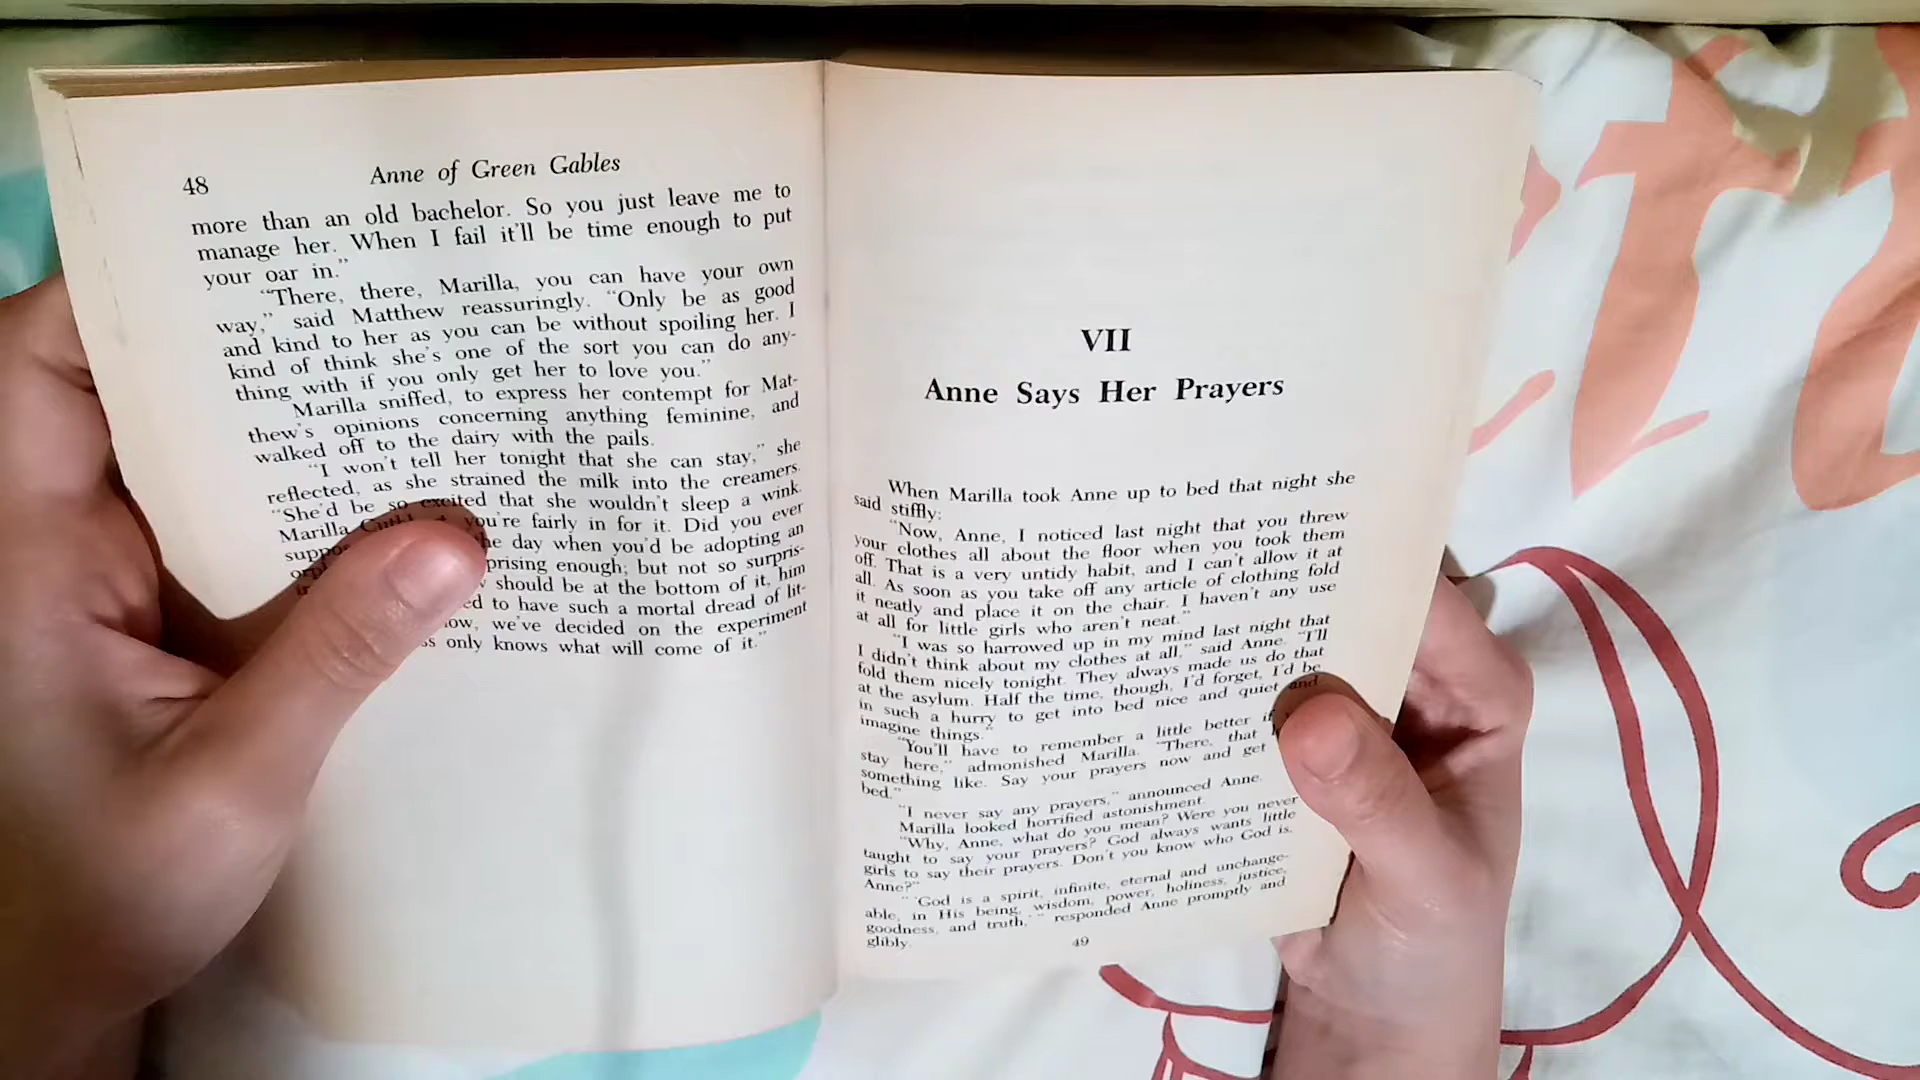 48
Anne of Green Gables
more than an old bachelor. So you just leave me to
manage her. When I fail it'll be time enough to put
your oar in."
"There, there, Marilla, you can have your own
way," said Matthew reassuringly. "Only be as good
and kind to her as you can be without spoiling her. I
kind of think she's one of the sort you can do any-
thing with if you only get her to love you."
Marilla sniffed, to express her contempt for Mat-
thew's opinions concerning anything feminine, and
walked off to the dairy with the pails.
"I won't tell her tonight that she can stay," she
reflected, as she strained the milk into the creamers.
"She'd be so excited that she wouldn't sleep a wink.
Marilla you're fairly in for it. Did you ever
the day when you'd be adopting an
prising enough; but not so surpris-
should be at the bottom of it, him
to have such a mortal dread of lit-
we've decided on the experiment
only knows what will come of it."
VII
Anne Says Her Prayers
When Marilla took Anne up to bed that night she
said stiffly:
"Now, Anne, I noticed last night that you threw
your clothes all about the floor when you took them
off. That is a very untidy habit, and I can't allow it at
all. As soon as you take off any article of clothing fold
it neatly and place it on the chair. I haven't any use
at all for little girls who aren't neat."
"I was so harrowed up in my mind last night that
I didn't think about my clothes at all," said Anne. "I'll
fold them nicely tonight. They always made us do that
at the asylum. Half the time, though, I'd forget, I'd be
in such a hurry to get into bed nice and quiet and
imagine things."
"You'll have to remember a little better if
stay here," admonished Marilla. "There, that
something like. Say your prayers now and get
bed."
"I never say any prayers," announced Anne.
Marilla looked horrified astonishment.
"Why, Anne, what do you mean? Were you never
taught to say your prayers? God always wants little
girls to say their prayers. Don't you know who God is,
Anne?"
"'God is a spirit, infinite, eternal and unchange-
able, in His being, wisdom, power, holiness, justice,
goodness, and truth,'" responded Anne promptly and
glibly.
49